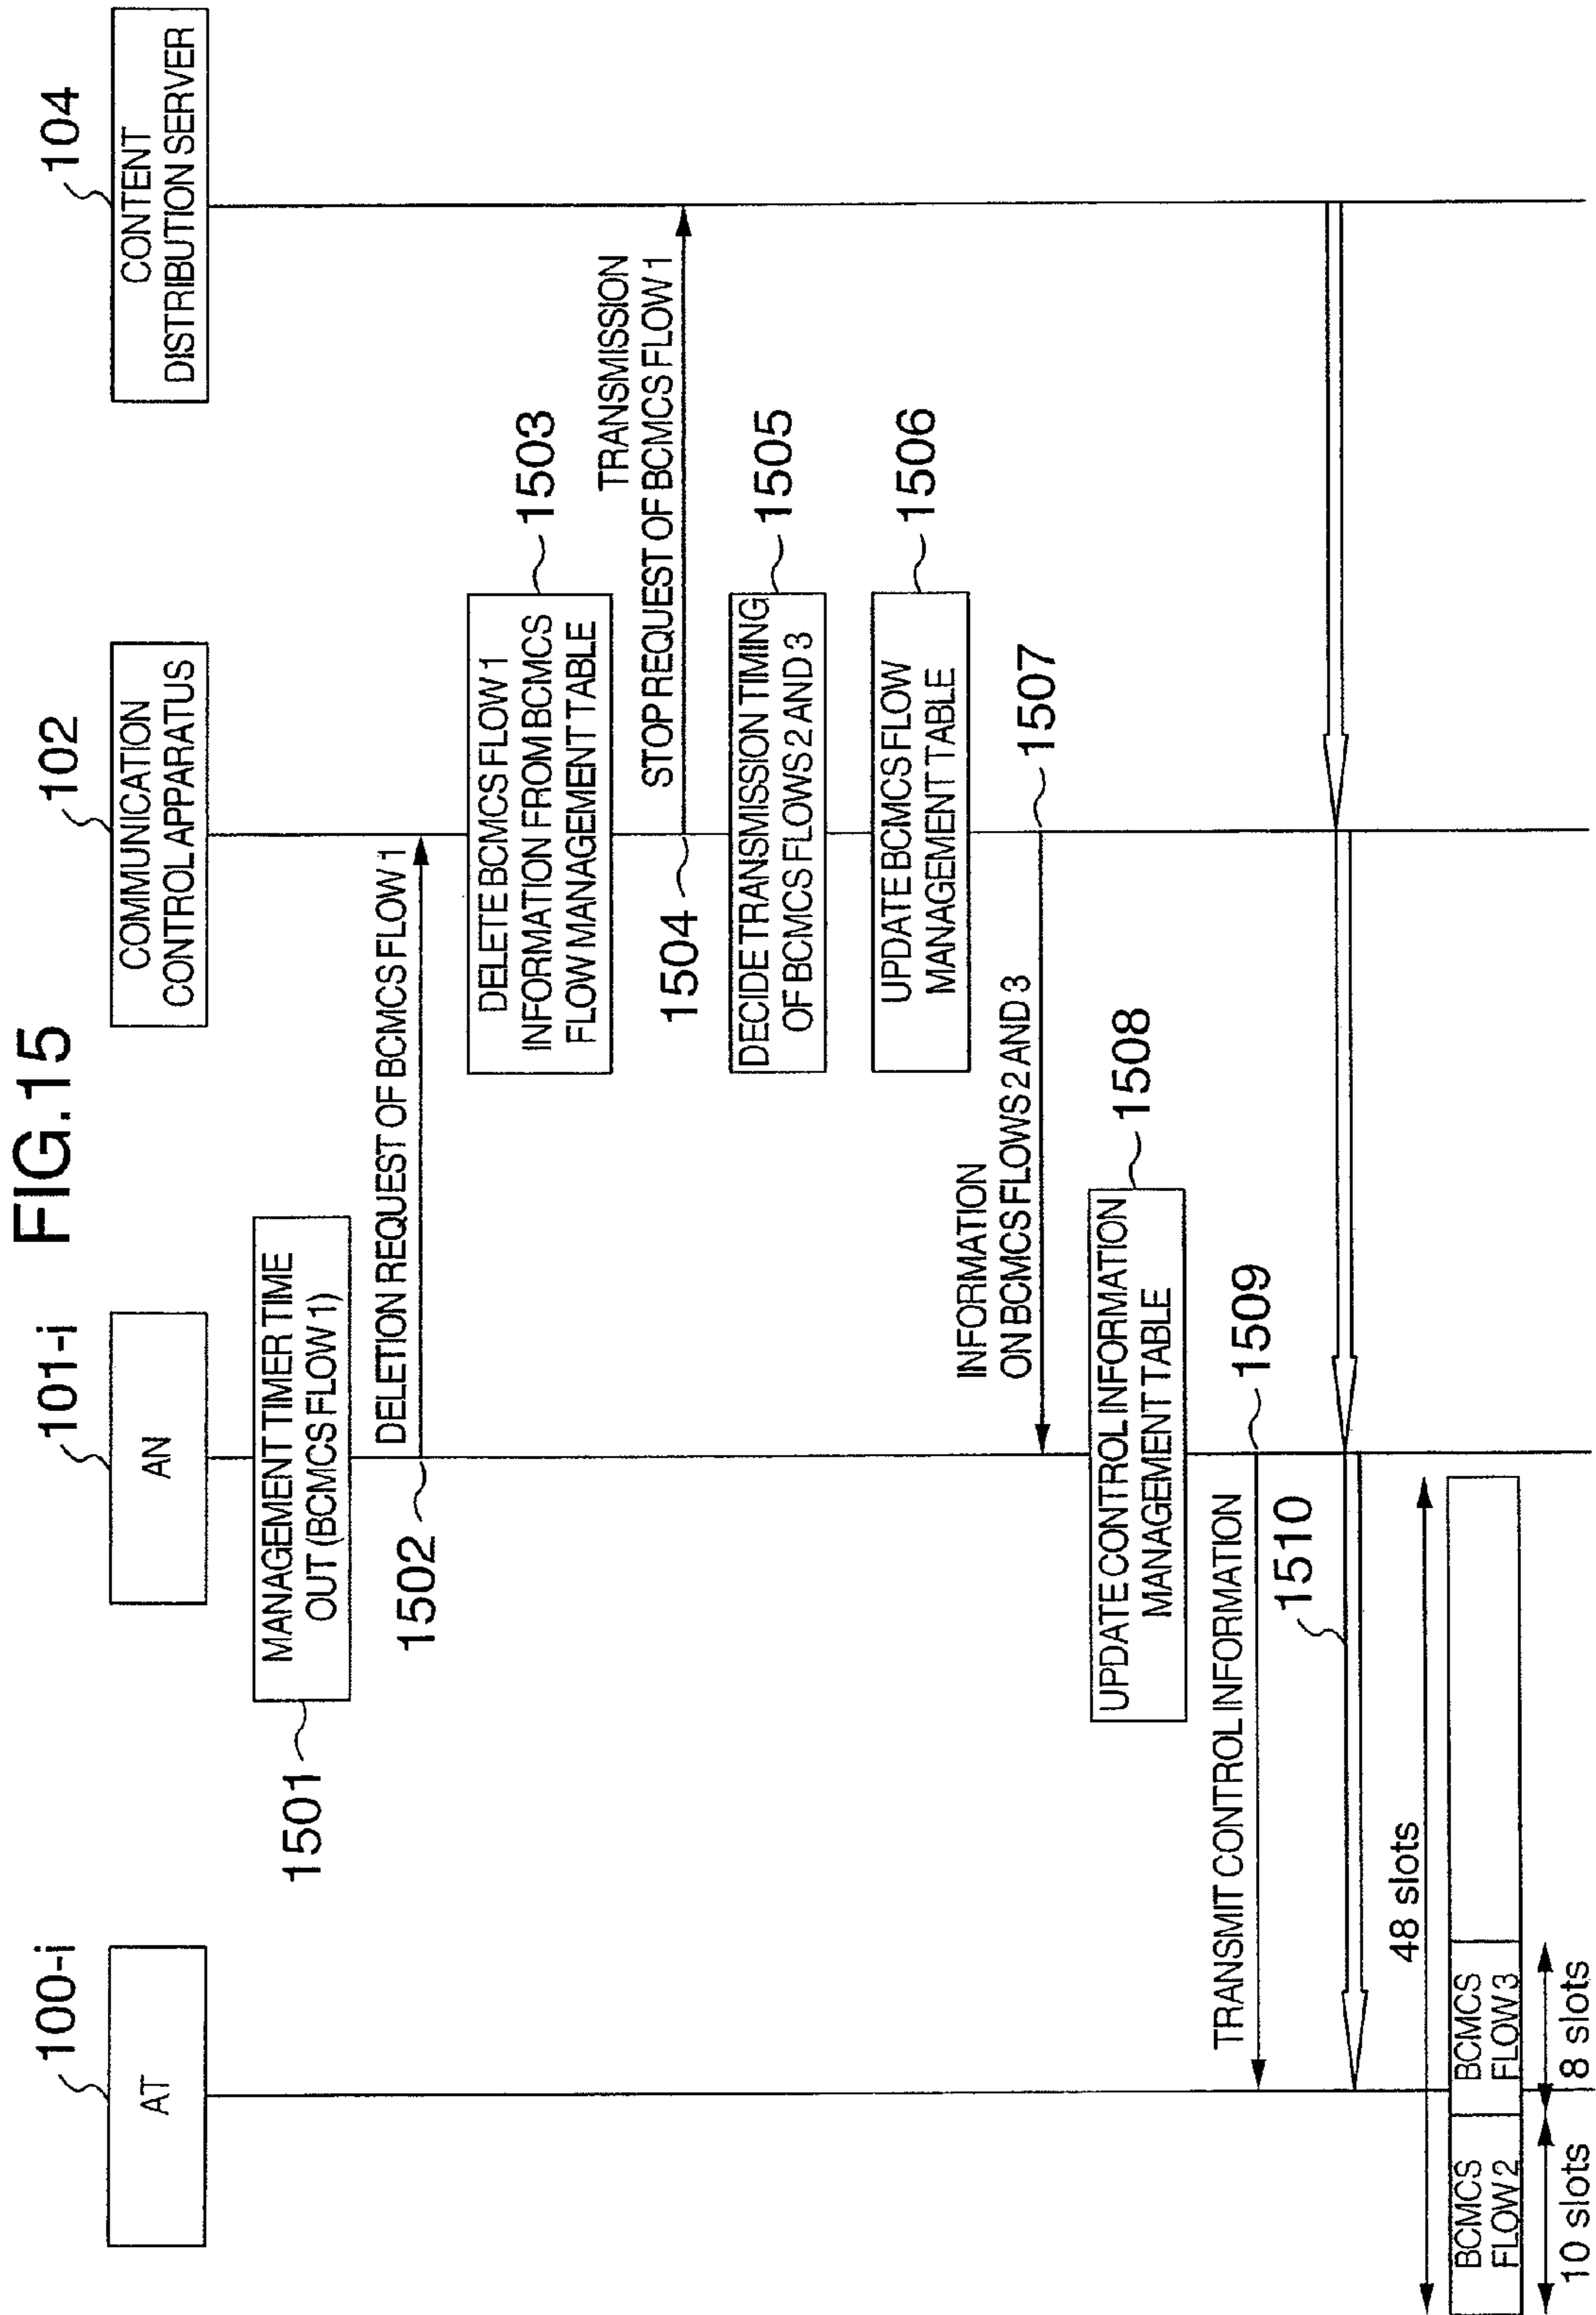 FIG.15
100-i
AT
101-i
AN
102
COMMUNICATION
CONTROL APPARATUS
104
CONTENT
DISTRIBUTION SERVER
1501
MANAGEMENT TIMER TIME
OUT (BCMCS FLOW 1)
DELETION REQUEST OF BCMCS FLOW 1
1502
DELETE BCMCS FLOW 1
INFORMATION FROM BCMCS
FLOW MANAGEMENT TABLE
1503
TRANSMISSION
STOP REQUEST OF BCMCS FLOW 1
1504
DECIDE TRANSMISSION TIMING
OF BCMCS FLOWS 2 AND 3
1505
UPDATE BCMCS FLOW
MANAGEMENT TABLE
1506
INFORMATION
ON BCMCS FLOWS 2 AND 3
1507
UPDATE CONTROL INFORMATION
MANAGEMENT TABLE
1508
TRANSMIT CONTROL INFORMATION
1509
1510
48 slots
BCMCS
FLOW 2
BCMCS
FLOW 3
10 slots
8 slots